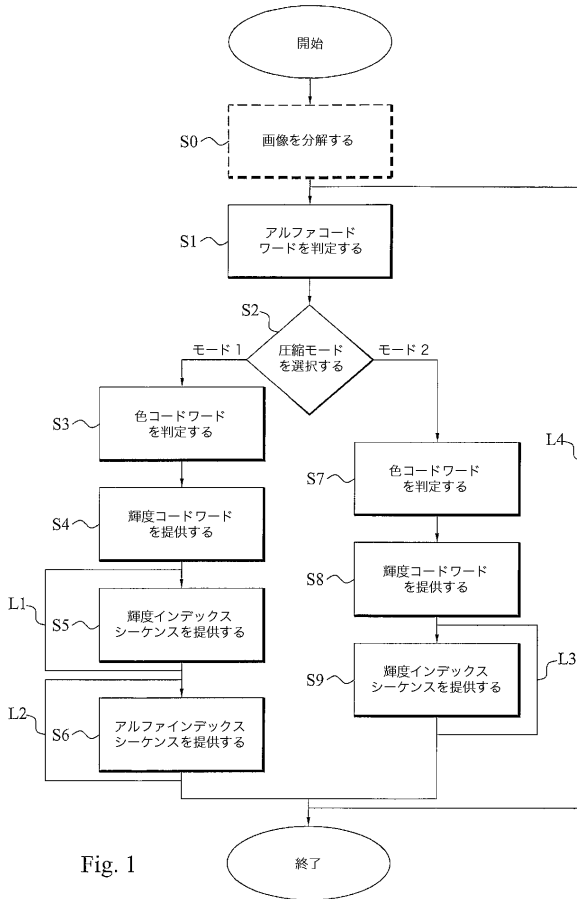 開始
S0
画像を分解する
S1
アルファコード
ワードを判定する
S2
モード 1
圧縮モード
を選択する
モード 2
S3
色コードワード
を判定する
L4
S7
色コードワード
を判定する
S4
輝度コードワード
を提供する
S8
輝度コードワード
を提供する
L1
S5
輝度インデックス
シーケンスを提供する
L3
S9
輝度インデックス
シーケンスを提供する
L2
S6
アルファインデックス
シーケンスを提供する
終了
Fig. 1